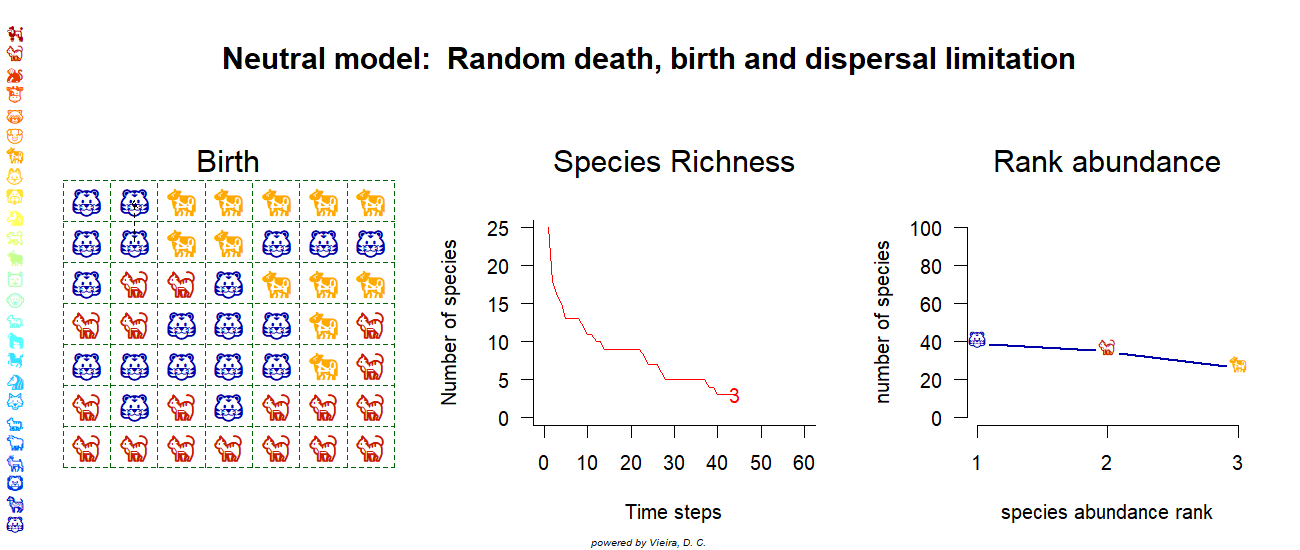 Neutral model:  Random death, birth and dispersal limitation
Birth
Species Richness
Number of species
25
20
15
10
5
0
3
0 10 20 30 40 50 60
Time steps
Rank abundance
number of species
100
80
60
40
20
0
1 2 3
species abundance rank
powered by Vieira, D. C.